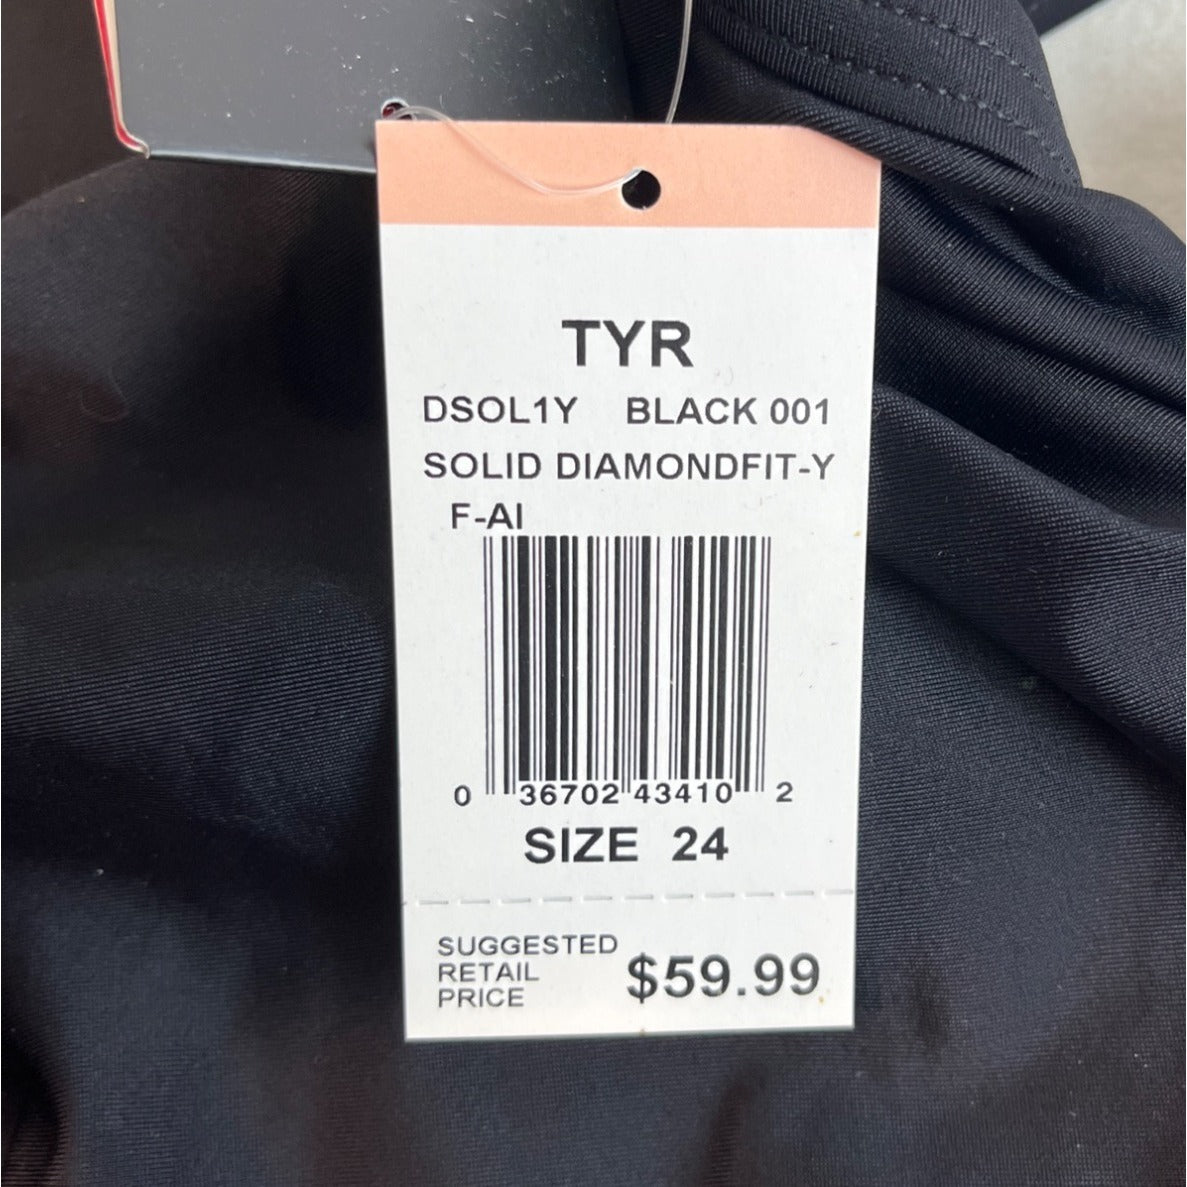 TYR
DSOL1Y BLACK 001
SOLID DIAMONDFIT-Y
F-AI
0 36702 43410 2
SIZE 24
SUGGESTED
RETAIL
PRICE
$59.99